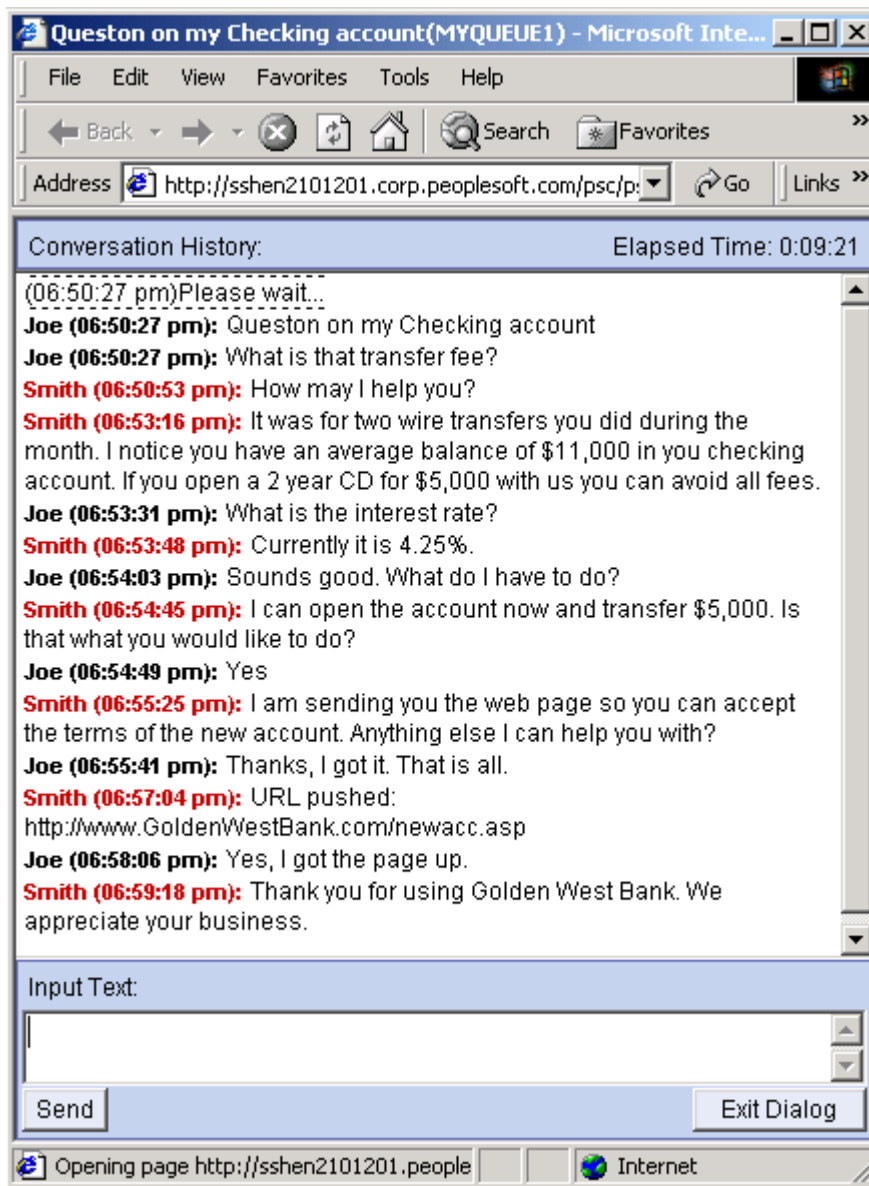 Queston on my Checking account(MYQUEUE1) - Microsoft Inte...
File Edit View Favorites Tools Help
Back Search Favorites »
Address http://sshen2101201.corp.peoplesoft.com/psc/p Go Links »
Conversation History: Elapsed Time: 0:09:21
(06:50:27 pm)Please wait...
Joe (06:50:27 pm): Queston on my Checking account
Joe (06:50:27 pm): What is that transfer fee?
Smith (06:50:53 pm): How may I help you?
Smith (06:53:16 pm): It was for two wire transfers you did during the
month. I notice you have an average balance of $11,000 in you checking
account. If you open a 2 year CD for $5,000 with us you can avoid all fees.
Joe (06:53:31 pm): What is the interest rate?
Smith (06:53:48 pm): Currently it is 4.25%.
Joe (06:54:03 pm): Sounds good. What do I have to do?
Smith (06:54:45 pm): I can open the account now and transfer $5,000. Is
that what you would like to do?
Joe (06:54:49 pm): Yes
Smith (06:55:25 pm): I am sending you the web page so you can accept
the terms of the new account. Anything else I can help you with?
Joe (06:55:41 pm): Thanks, I got it. That is all.
Smith (06:57:04 pm): URL pushed:
http://www.GoldenWestBank.com/newacc.asp
Joe (06:58:06 pm): Yes, I got the page up.
Smith (06:59:18 pm): Thank you for using Golden West Bank. We
appreciate your business.
Input Text:
Send Exit Dialog
Opening page http://sshen2101201.people Internet